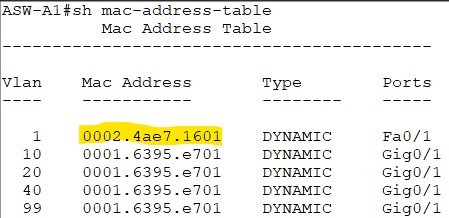 ASW-A1#sh mac-address-table
Mac Address Table
-------------------------------------------
Vlan Mac Address Type Ports
---- ----------- -------- -----
1 0002.4ae7.1601 DYNAMIC Fa0/1
10 0001.6395.e701 DYNAMIC Gig0/1
20 0001.6395.e701 DYNAMIC Gig0/1
40 0001.6395.e701 DYNAMIC Gig0/1
99 0001.6395.e701 DYNAMIC Gig0/1